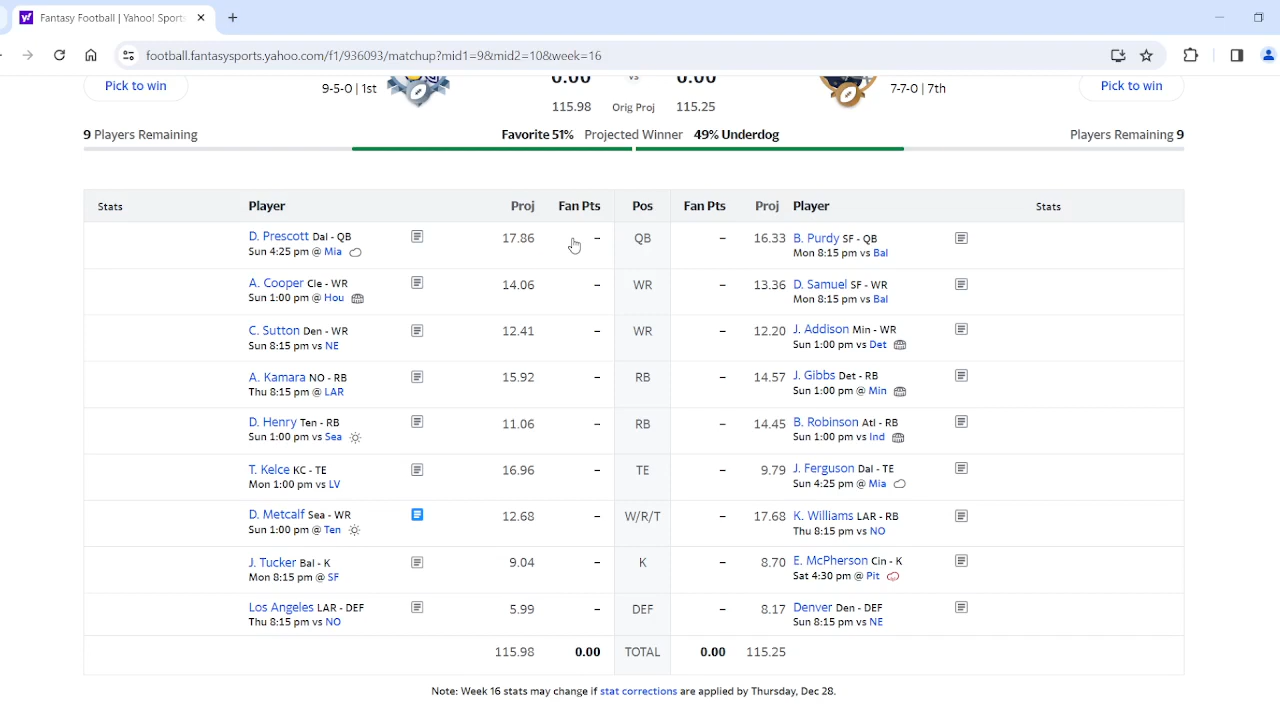 Fantasy Football | Yahoo! Sports
football.fantasysports.yahoo.com/f1/936093/matchup?mid1=9&mid2=10&week=16
Pick to win 9-5-0 | 1st 0.00 vs 0.00 7-7-0 | 7th Pick to win
115.98 Orig Proj 115.25
9 Players Remaining Favorite 51% Projected Winner 49% Underdog Players Remaining 9
Stats Player Proj Fan Pts Pos Fan Pts Proj Player Stats
D. Prescott Dal - QB 17.86 – QB – 16.33 B. Purdy SF - QB
Sun 4:25 pm @ Mia Mon 8:15 pm vs Bal
A. Cooper Cle - WR 14.06 – WR – 13.36 D. Samuel SF - WR
Sun 1:00 pm @ Hou Mon 8:15 pm vs Bal
C. Sutton Den - WR 12.41 – WR – 12.20 J. Addison Min - WR
Sun 8:15 pm vs NE Sun 1:00 pm vs Det
A. Kamara NO - RB 15.92 – RB – 14.57 J. Gibbs Det - RB
Thu 8:15 pm @ LAR Sun 1:00 pm @ Min
D. Henry Ten - RB 11.06 – RB – 14.45 B. Robinson Atl - RB
Sun 1:00 pm vs Sea Sun 1:00 pm vs Ind
T. Kelce KC - TE 16.96 – TE – 9.79 J. Ferguson Dal - TE
Mon 1:00 pm vs LV Sun 4:25 pm @ Mia
D. Metcalf Sea - WR 12.68 – W/R/T – 17.68 K. Williams LAR - RB
Sun 1:00 pm @ Ten Thu 8:15 pm vs NO
J. Tucker Bal - K 9.04 – K – 8.70 E. McPherson Cin - K
Mon 8:15 pm @ SF Sat 4:30 pm @ Pit
Los Angeles LAR - DEF 5.99 – DEF – 8.17 Denver Den - DEF
Thu 8:15 pm vs NO Sun 8:15 pm vs NE
115.98 0.00 TOTAL 0.00 115.25
Note: Week 16 stats may change if stat corrections are applied by Thursday, Dec 28.